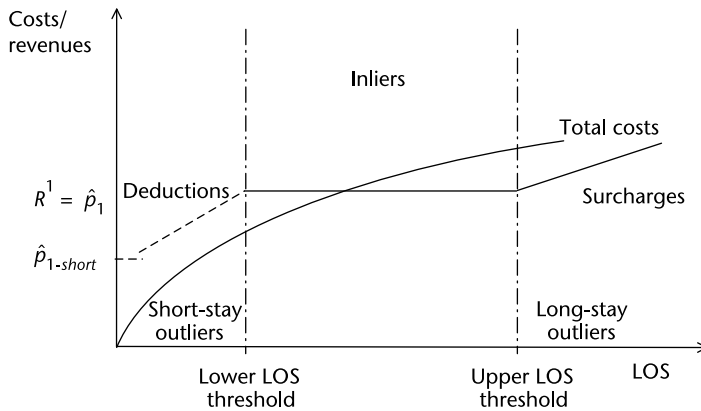 Costs/
revenues
Inliers
Total costs
R¹ = p̂₁
Deductions
Surcharges
p̂₁₋short
Short-stay
outliers
Long-stay
outliers
Lower LOS
threshold
Upper LOS
threshold
LOS